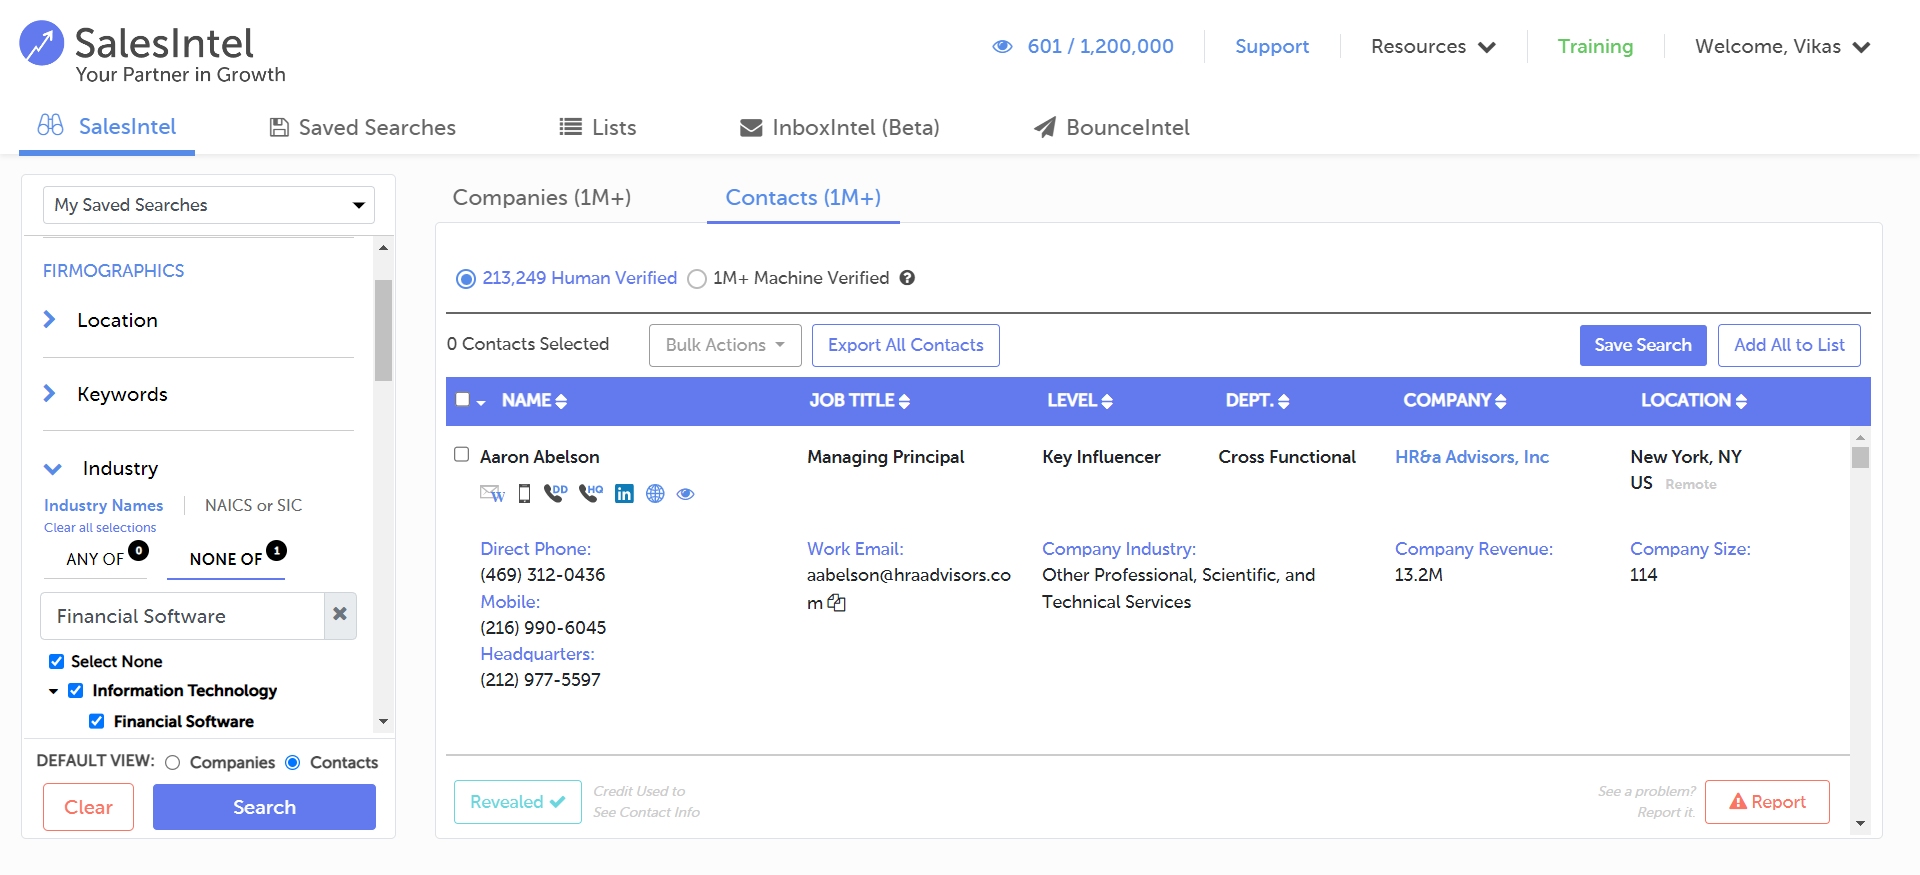 SalesIntel
Your Partner in Growth
601 / 1,200,000
Support
Resources
Training
Welcome, Vikas
SalesIntel
Saved Searches
Lists
InboxIntel (Beta)
BounceIntel
My Saved Searches
FIRMOGRAPHICS
Location
Keywords
Industry
Industry Names
NAICS or SIC
Clear all selections
ANY OF 0
NONE OF 1
Financial Software
Select None
Information Technology
Financial Software
DEFAULT VIEW: Companies Contacts
Clear
Search
Companies (1M+)
Contacts (1M+)
213,249 Human Verified
1M+ Machine Verified ?
0 Contacts Selected
Bulk Actions
Export All Contacts
Save Search
Add All to List
NAME JOB TITLE LEVEL DEPT. COMPANY LOCATION
Aaron Abelson Managing Principal Key Influencer Cross Functional HR&a Advisors, Inc New York, NY
US Remote
W DD HQ in
Direct Phone:
(469) 312-0436
Mobile:
(216) 990-6045
Headquarters:
(212) 977-5597
Work Email:
aabelson@hraadvisors.co
m
Company Industry:
Other Professional, Scientific, and
Technical Services
Company Revenue:
13.2M
Company Size:
114
Revealed
Credit Used to
See Contact Info
See a problem?
Report it.
Report